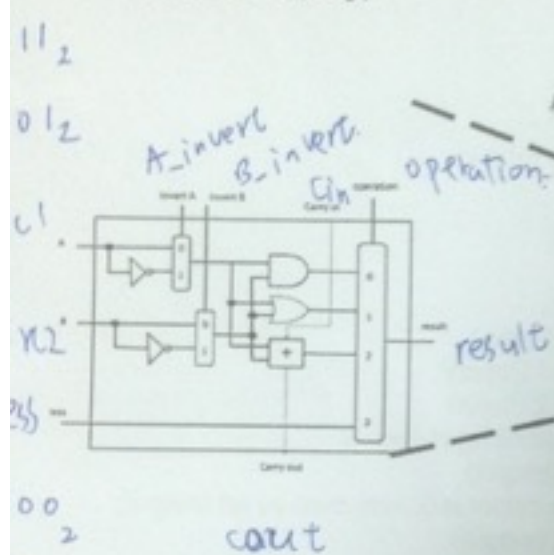 11₂
01₂
A_invert
B_invert.
Invert A
Invert B
Cin
Carry in
operation
operation.
A
0
1
0
1
B
0
1
+
2
3
result
result
less
Carry out
00₂
cout